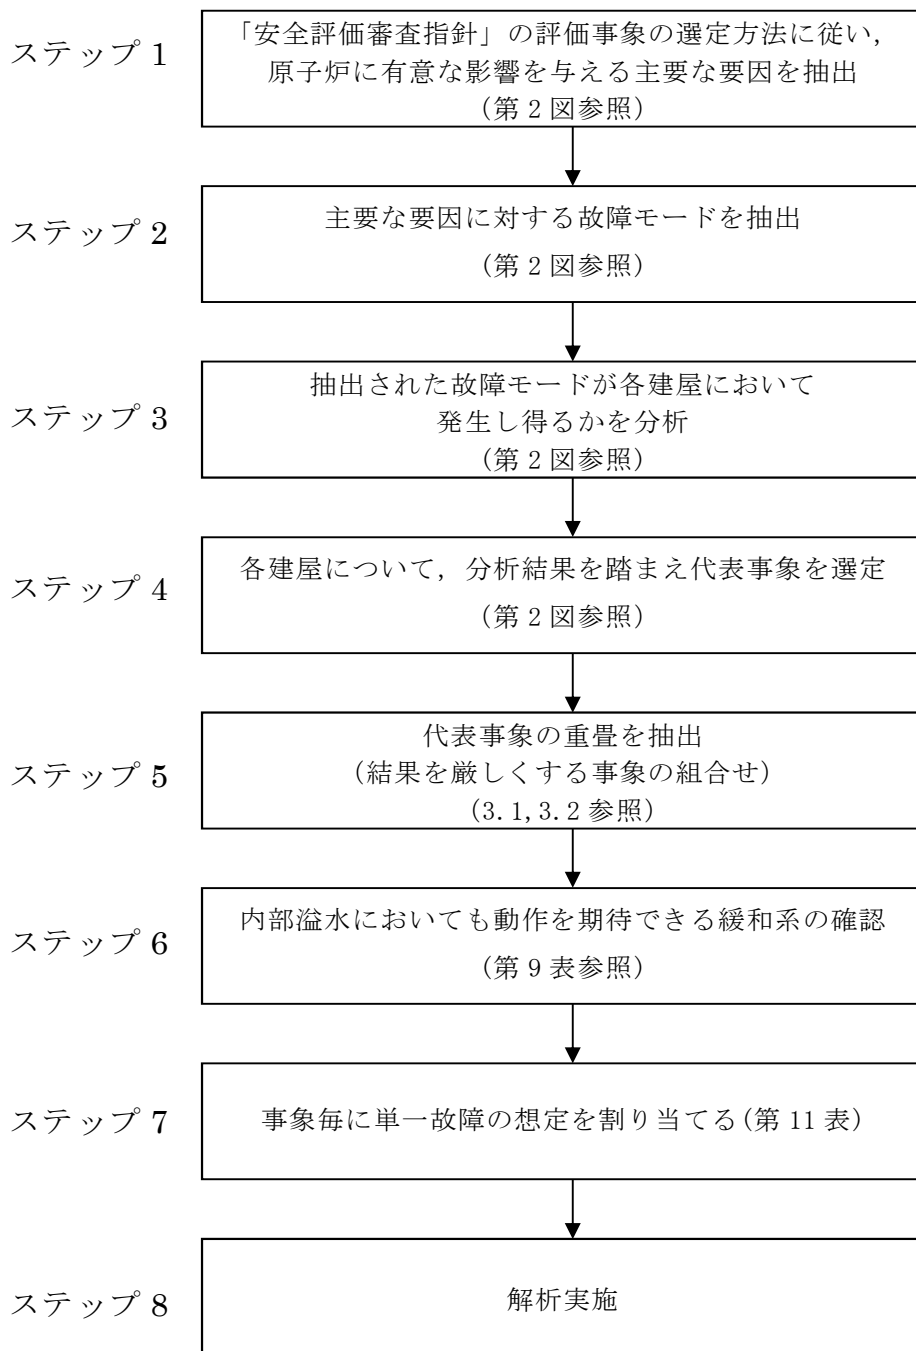 ステップ 1
「安全評価審査指針」の評価事象の選定方法に従い，
原子炉に有意な影響を与える主要な要因を抽出
(第 2 図参照)
ステップ 2
主要な要因に対する故障モードを抽出
(第 2 図参照)
ステップ 3
抽出された故障モードが各建屋において
発生し得るかを分析
(第 2 図参照)
ステップ 4
各建屋について，分析結果を踏まえ代表事象を選定
(第 2 図参照)
ステップ 5
代表事象の重畳を抽出
(結果を厳しくする事象の組合せ)
(3.1,3.2 参照)
ステップ 6
内部溢水においても動作を期待できる緩和系の確認
(第 9 表参照)
ステップ 7
事象毎に単一故障の想定を割り当てる(第 11 表)
ステップ 8
解析実施